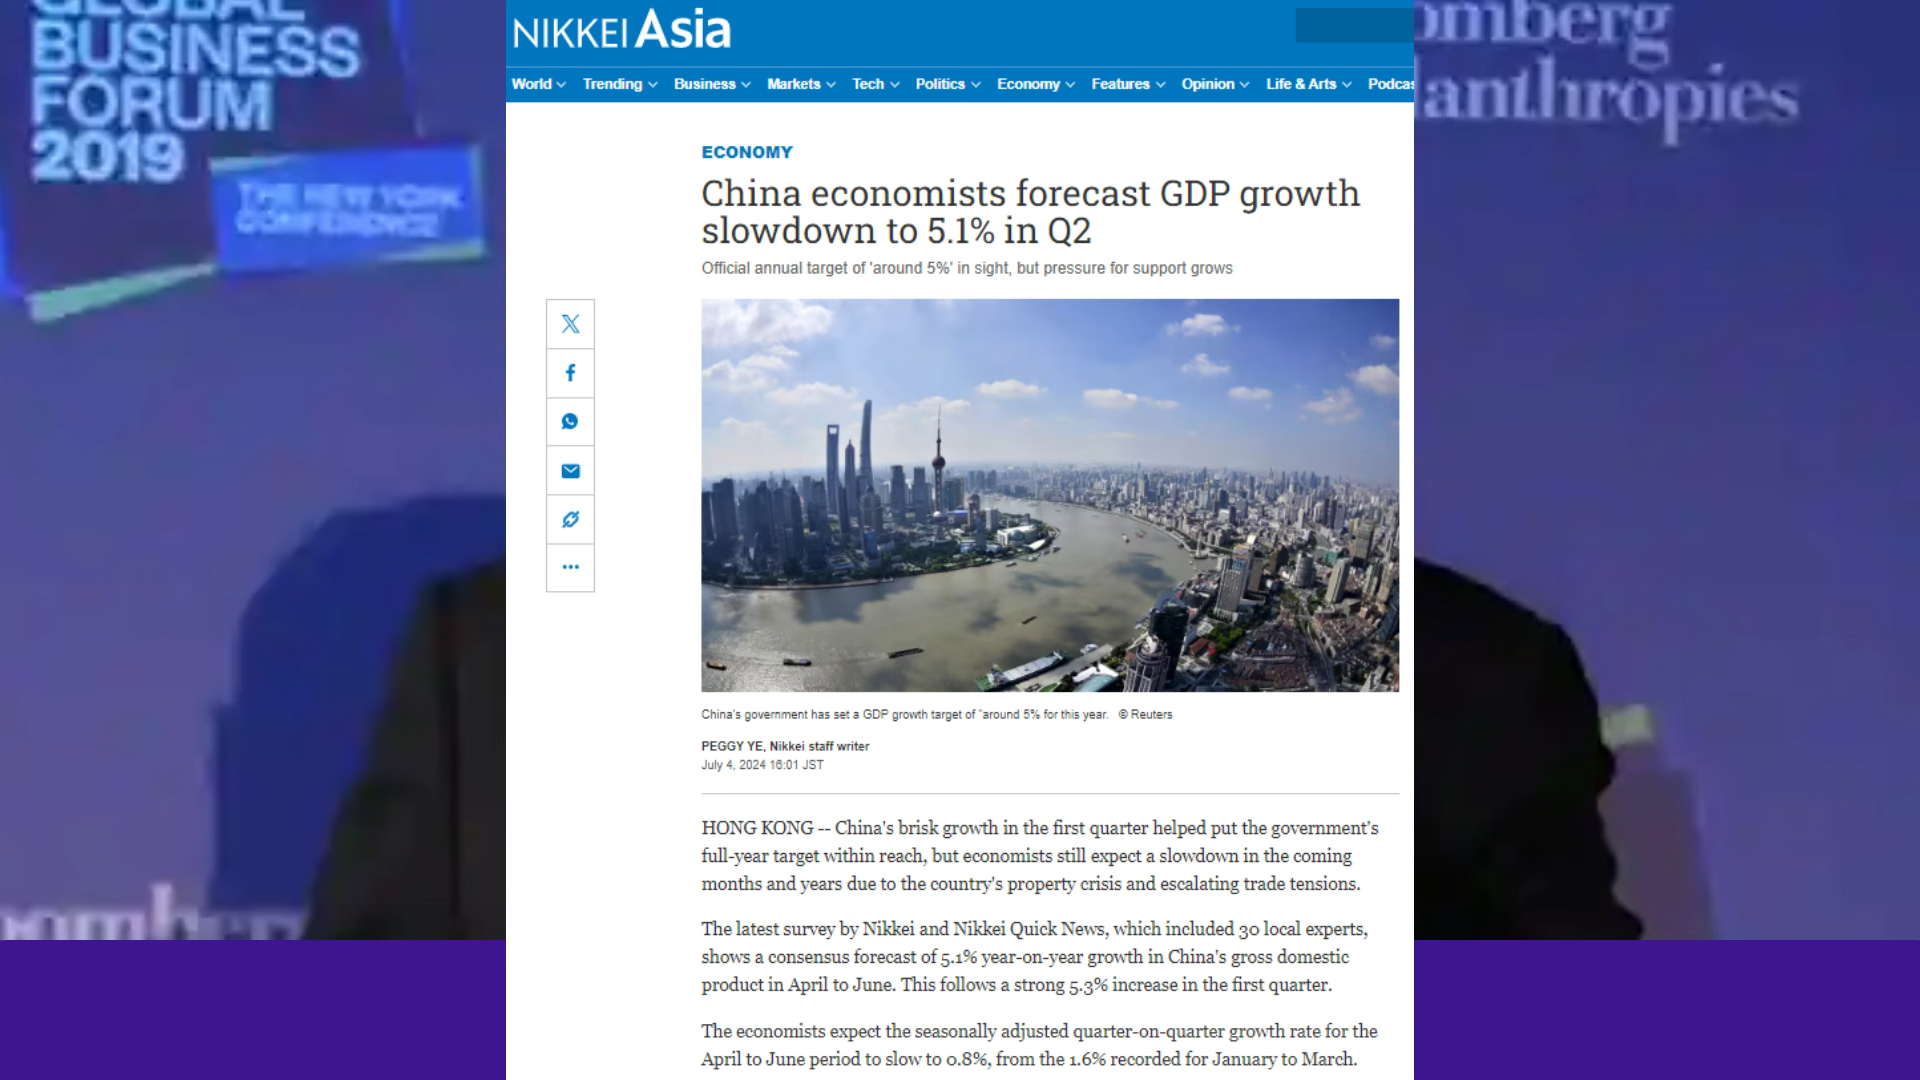 GLOBAL
BUSINESS
FORUM
2019
THE NEW YORK
CONFERENCE
NIKKEI Asia
World Trending Business Markets Tech Politics Economy Features Opinion Life & Arts Podcas
ECONOMY
China economists forecast GDP growth
slowdown to 5.1% in Q2
Official annual target of 'around 5%' in sight, but pressure for support grows
China's government has set a GDP growth target of "around 5% for this year. © Reuters
PEGGY YE, Nikkei staff writer
July 4, 2024 16:01 JST
HONG KONG -- China's brisk growth in the first quarter helped put the government's
full-year target within reach, but economists still expect a slowdown in the coming
months and years due to the country's property crisis and escalating trade tensions.
The latest survey by Nikkei and Nikkei Quick News, which included 30 local experts,
shows a consensus forecast of 5.1% year-on-year growth in China's gross domestic
product in April to June. This follows a strong 5.3% increase in the first quarter.
The economists expect the seasonally adjusted quarter-on-quarter growth rate for the
April to June period to slow to 0.8%, from the 1.6% recorded for January to March.
omberg
lanthropies
omberg